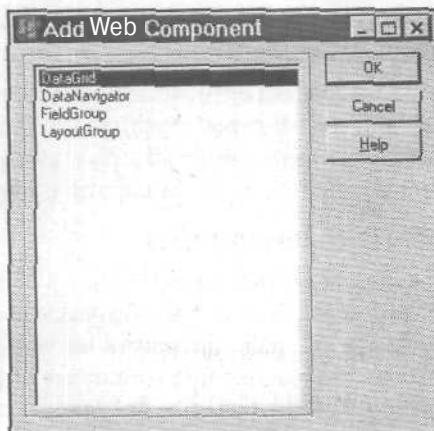 Add Web Component
DataGrid
DataNavigator
FieldGroup
LayoutGroup
OK
Cancel
Help